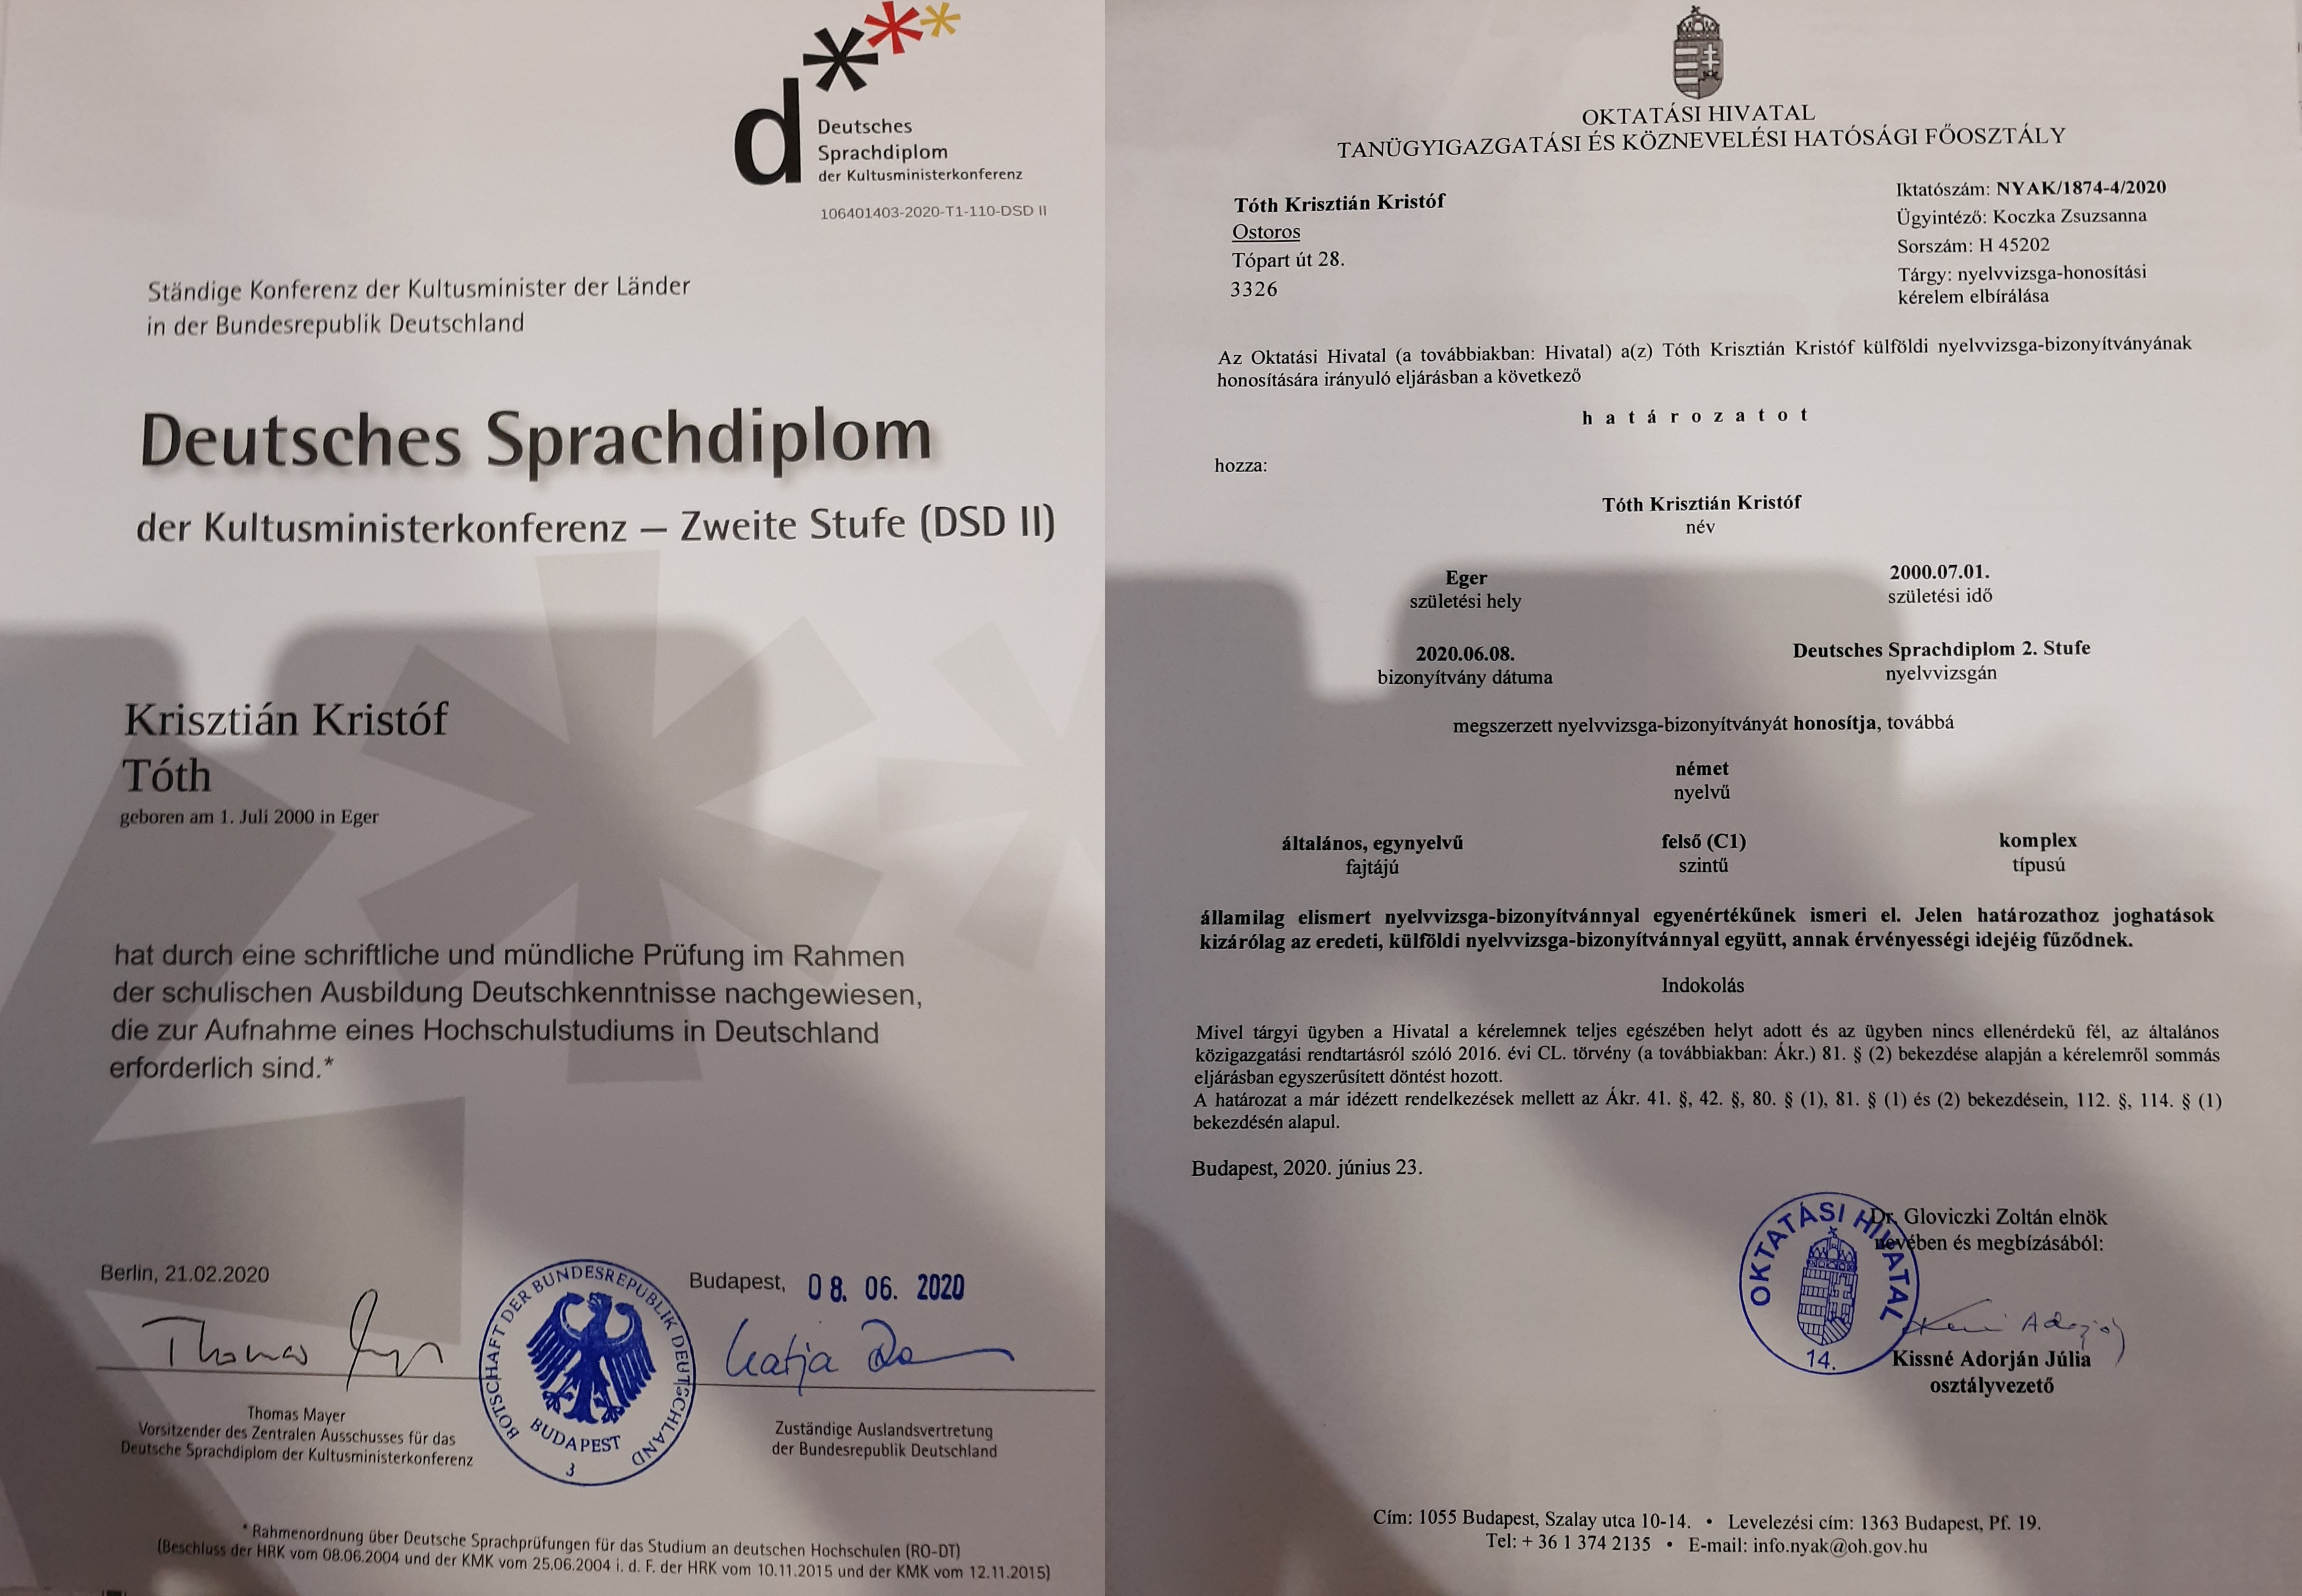 d
Deutsches
Sprachdiplom
der Kultusministerkonferenz
106401403-2020-T1-110-DSD II
Ständige Konferenz der Kultusminister der Länder
in der Bundesrepublik Deutschland
Deutsches Sprachdiplom
der Kultusministerkonferenz – Zweite Stufe (DSD II)
Krisztián Kristóf
Tóth
geboren am 1. Juli 2000 in Eger
hat durch eine schriftliche und mündliche Prüfung im Rahmen
der schulischen Ausbildung Deutschkenntnisse nachgewiesen,
die zur Aufnahme eines Hochschulstudiums in Deutschland
erforderlich sind.*
Berlin, 21.02.2020
Budapest, 08. 06. 2020
Thomas
Katja
BOTSCHAFT DER BUNDESREPUBLIK DEUTSCHLAND
BUDAPEST
3
Thomas Mayer
Vorsitzender des Zentralen Ausschusses für das
Deutsche Sprachdiplom der Kultusministerkonferenz
Zuständige Auslandsvertretung
der Bundesrepublik Deutschland
* Rahmenordnung über Deutsche Sprachprüfungen für das Studium an deutschen Hochschulen (RO-DT)
(Beschluss der HRK vom 08.06.2004 und der KMK vom 25.06.2004 i. d. F. der HRK vom 10.11.2015 und der KMK vom 12.11.2015)
OKTATÁSI HIVATAL
TANÜGYIGAZGATÁSI ÉS KÖZNEVELÉSI HATÓSÁGI FŐOSZTÁLY
Tóth Krisztián Kristóf
Ostoros
Tópart út 28.
3326
Iktatószám: NYAK/1874-4/2020
Ügyintéző: Koczka Zsuzsanna
Sorszám: H 45202
Tárgy: nyelvvizsga-honosítási
kérelem elbírálása
Az Oktatási Hivatal (a továbbiakban: Hivatal) a(z) Tóth Krisztián Kristóf külföldi nyelvvizsga-bizonyítványának
honosítására irányuló eljárásban a következő
h a t á r o z a t o t
hozza:
Tóth Krisztián Kristóf
név
Eger 2000.07.01.
születési hely születési idő
2020.06.08. Deutsches Sprachdiplom 2. Stufe
bizonyítvány dátuma nyelvvizsgán
megszerzett nyelvvizsga-bizonyítványát honosítja, továbbá
német
nyelvű
általános, egynyelvű felső (C1) komplex
fajtájú szintű típusú
államilag elismert nyelvvizsga-bizonyítvánnyal egyenértékűnek ismeri el. Jelen határozathoz joghatások
kizárólag az eredeti, külföldi nyelvvizsga-bizonyítvánnyal együtt, annak érvényességi idejéig fűződnek.
Indokolás
Mivel tárgyi ügyben a Hivatal a kérelemnek teljes egészében helyt adott és az ügyben nincs ellenérdekű fél, az általános
közigazgatási rendtartásról szóló 2016. évi CL. törvény (a továbbiakban: Ákr.) 81. § (2) bekezdése alapján a kérelemről sommás
eljárásban egyszerűsített döntést hozott.
A határozat a már idézett rendelkezések mellett az Ákr. 41. §, 42. §, 80. § (1), 81. § (1) és (2) bekezdésein, 112. §, 114. § (1)
bekezdésén alapul.
Budapest, 2020. június 23.
OKTATÁSI HIVATAL
14.
Dr. Gloviczki Zoltán elnök
nevében és megbízásából:
Kissné Adorján Júlia
osztályvezető
Cím: 1055 Budapest, Szalay utca 10-14. • Levelezési cím: 1363 Budapest, Pf. 19.
Tel: + 36 1 374 2135 • E-mail: info.nyak@oh.gov.hu